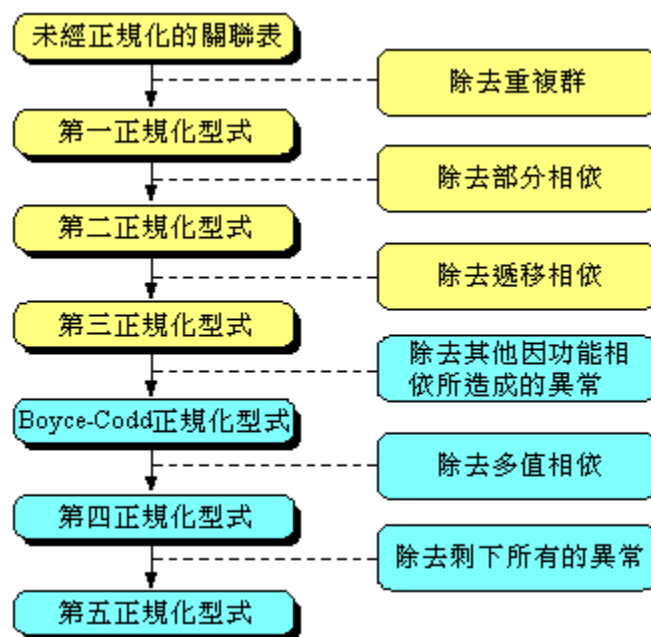 未經正規化的關聯表
除去重複群
第一正規化型式
除去部分相依
第二正規化型式
除去遞移相依
第三正規化型式
除去其他因功能相
依所造成的異常
Boyce-Codd正規化型式
除去多值相依
第四正規化型式
除去剩下所有的異常
第五正規化型式